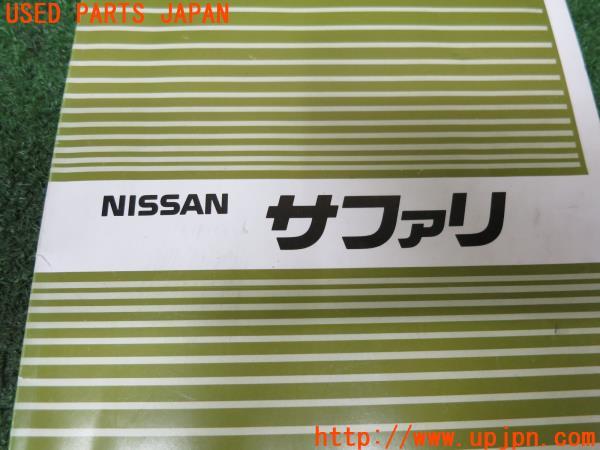 USED PARTS JAPAN
NISSAN サファリ
http://www.upjpn.com